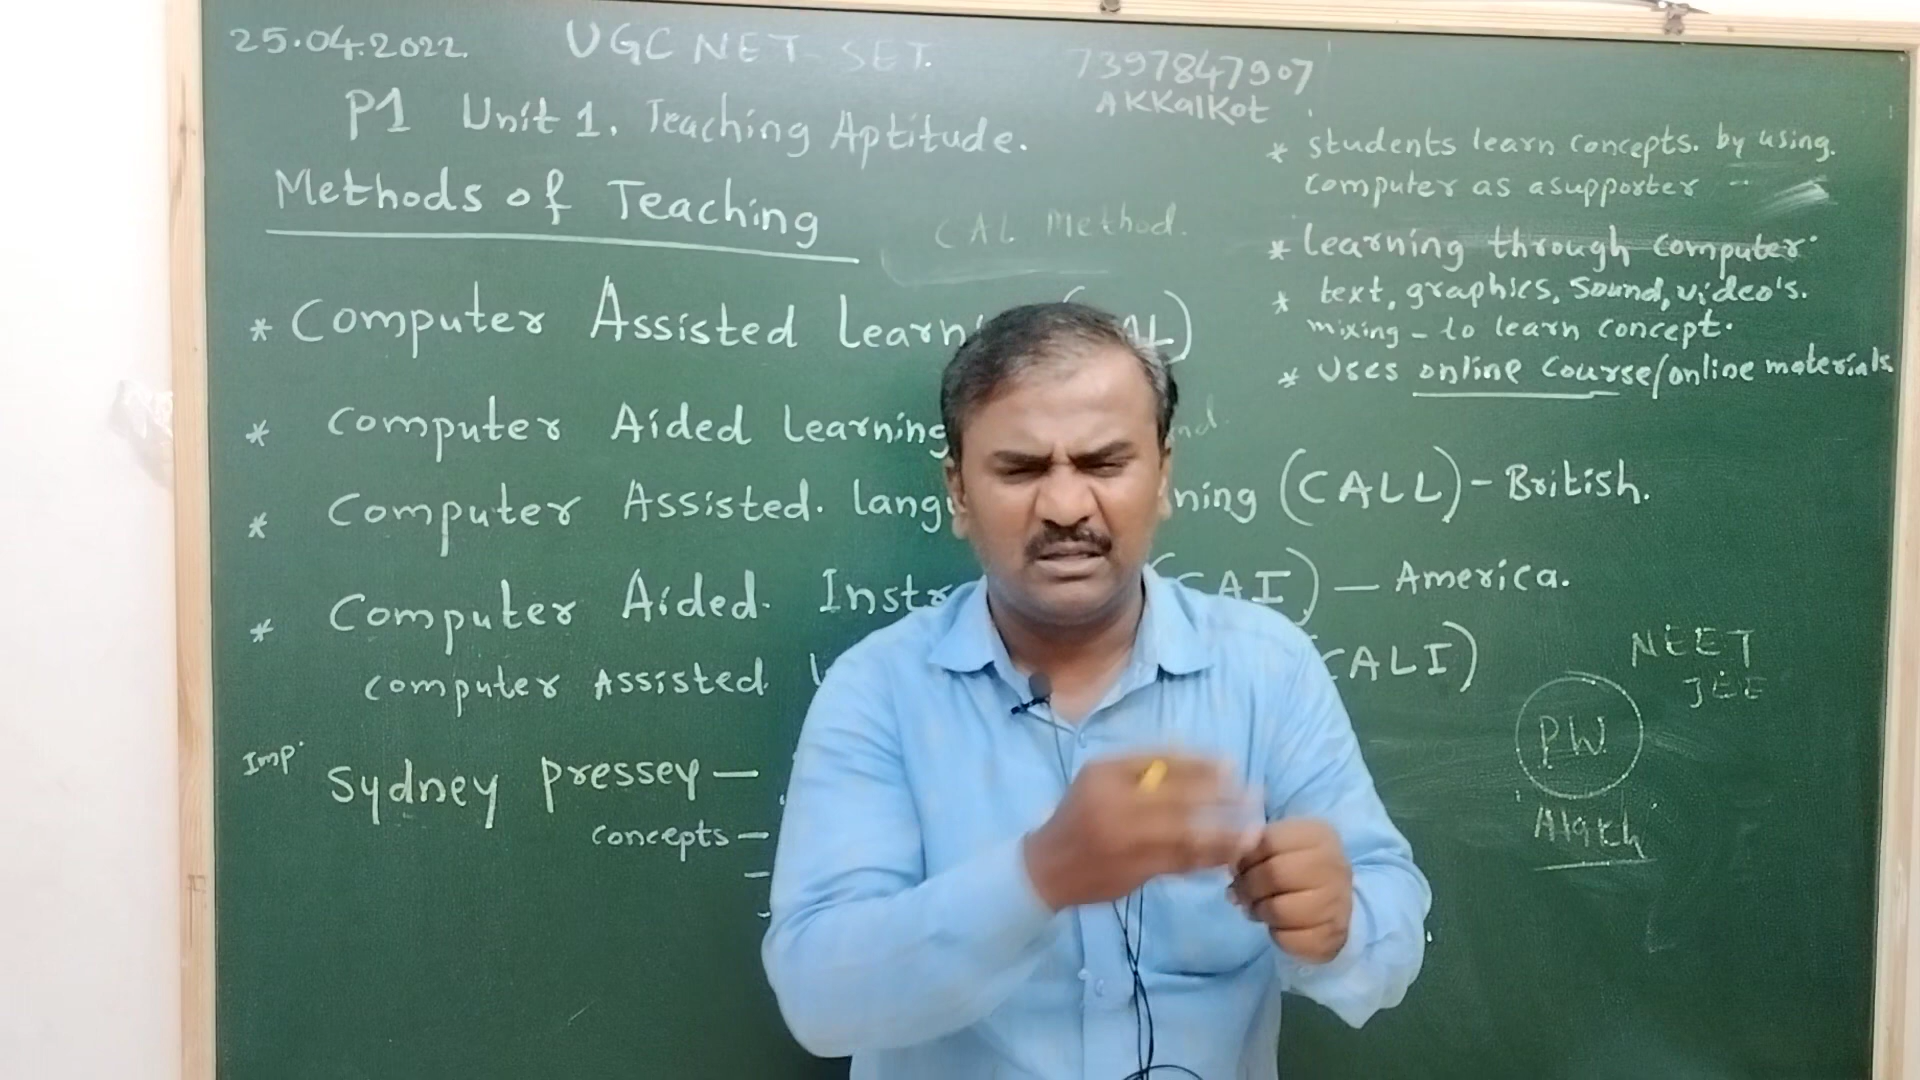 25.04.2022. UGC NET-SET.
7397847907
AKKalKot
P1 Unit 1. Teaching Aptitude.
Methods of Teaching
CAL Method.
* Computer Assisted Learn
* Computer Aided Learning
* Computer Assisted. lang ning (CALL) - British.
* Computer Aided. Instr (CAI) — America.
computer Assisted CALI)
Imp. Sydney pressey —
concepts —
* students learn concepts. by using.
computer as a supporter
* Learning through computer.
* text, graphics, sound, video's.
mixing - to learn concept.
* Uses online course/online materials
NEET
JEE
PW
Alakh